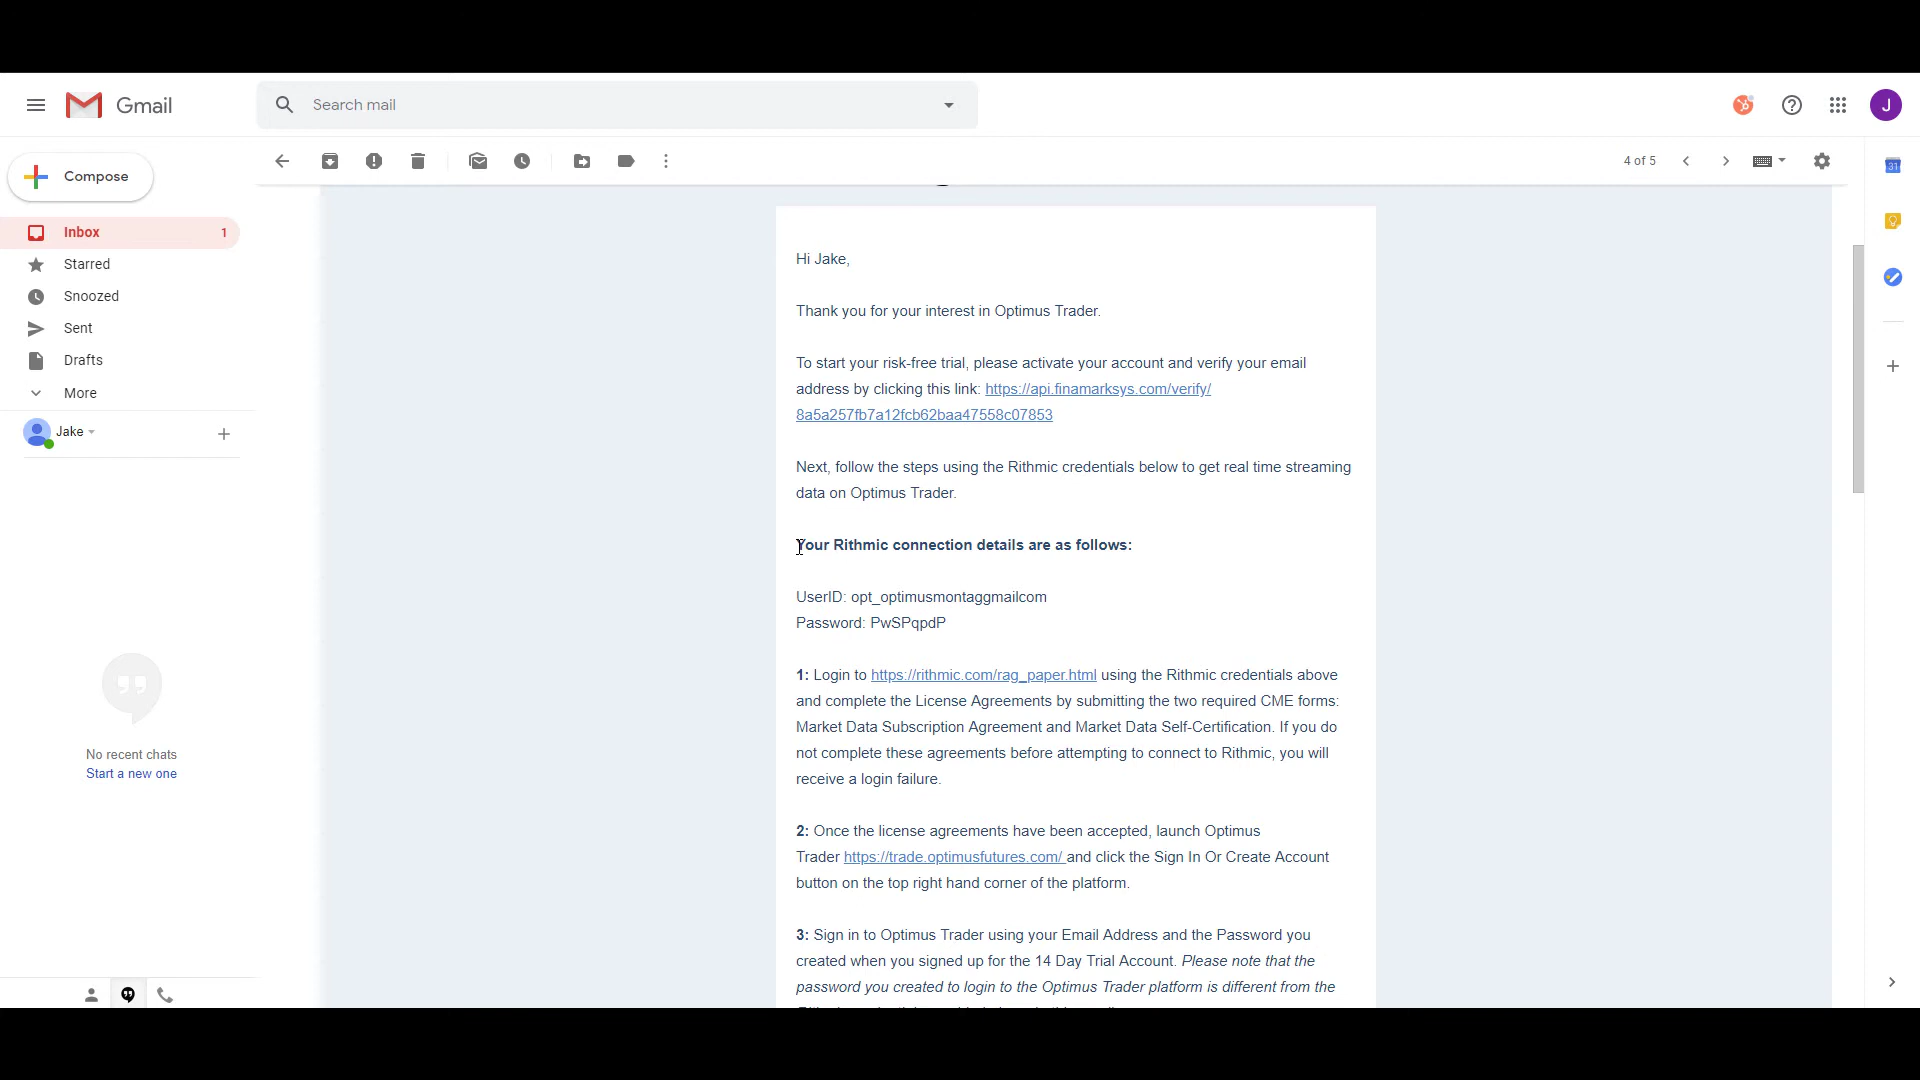 Gmail
Search mail
J
Compose
4 of 5
31
Inbox 1
Starred
Snoozed
Sent
Drafts
More
Jake
No recent chats
Start a new one
Hi Jake,
Thank you for your interest in Optimus Trader.
To start your risk-free trial, please activate your account and verify your email
address by clicking this link: https://api.finamarksys.com/verify/
8a5a257fb7a12fcb62baa47558c07853
Next, follow the steps using the Rithmic credentials below to get real time streaming
data on Optimus Trader.
Your Rithmic connection details are as follows:
UserID: opt_optimusmontaggmailcom
Password: PwSPqpdP
1: Login to https://rithmic.com/rag_paper.html using the Rithmic credentials above
and complete the License Agreements by submitting the two required CME forms:
Market Data Subscription Agreement and Market Data Self-Certification. If you do
not complete these agreements before attempting to connect to Rithmic, you will
receive a login failure.
2: Once the license agreements have been accepted, launch Optimus
Trader https://trade.optimusfutures.com/ and click the Sign In Or Create Account
button on the top right hand corner of the platform.
3: Sign in to Optimus Trader using your Email Address and the Password you
created when you signed up for the 14 Day Trial Account. Please note that the
password you created to login to the Optimus Trader platform is different from the